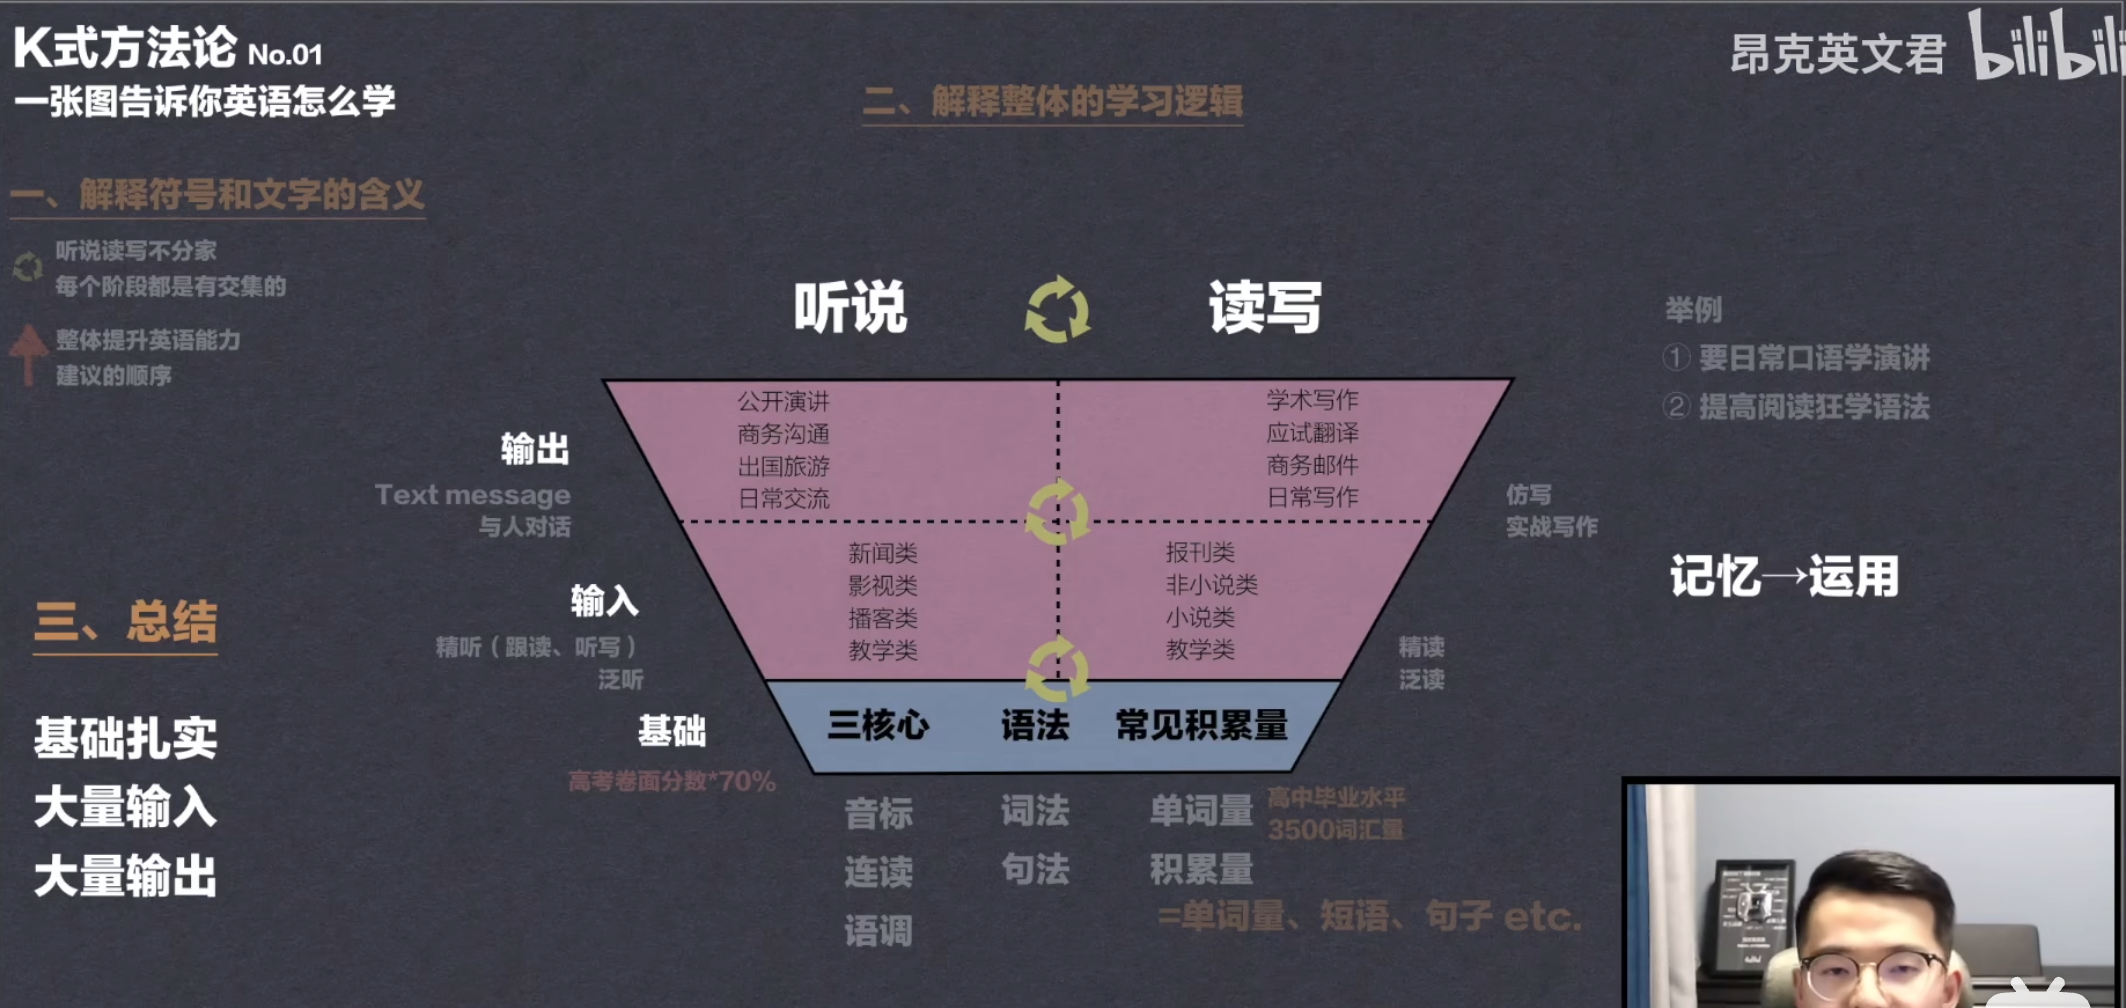 K式方法论 No.01
一张图告诉你英语怎么学
昂克英文君 bilibili
二、解释整体的学习逻辑
一、解释符号和文字的含义
听说读写不分家
每个阶段都是有交集的
整体提升英语能力
建议的顺序
听说 读写
举例
① 要日常口语学演讲
② 提高阅读狂学语法
输出
Text message
与人对话
公开演讲
商务沟通
出国旅游
日常交流
学术写作
应试翻译
商务邮件
日常写作
仿写
实战写作
记忆→运用
输入
精听（跟读、听写）
泛听
新闻类
影视类
播客类
教学类
报刊类
非小说类
小说类
教学类
精读
泛读
三、总结
基础扎实
大量输入
大量输出
基础
高考卷面分数*70%
三核心 语法 常见积累量
音标
连读
语调
词法
句法
单词量
高中毕业水平
3500词汇量
积累量
=单词量、短语、句子 etc.